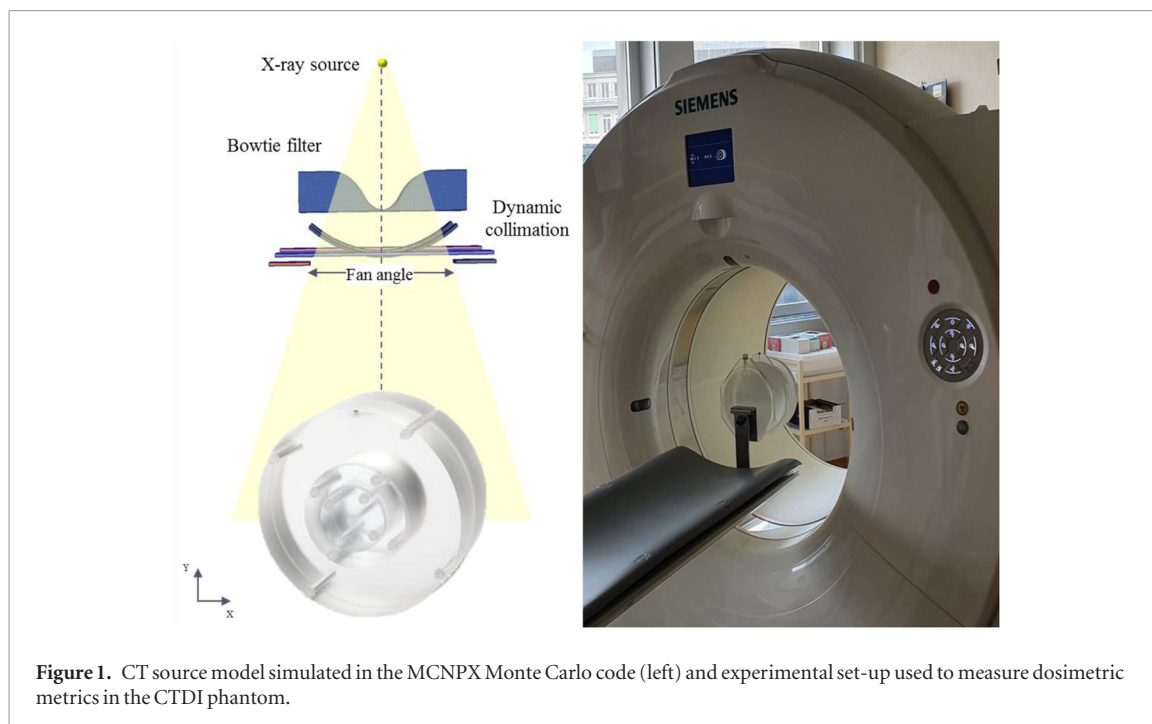 X-ray source
Bowtie filter
Dynamic
collimation
Fan angle
Y
X
SIEMENS
Figure 1. CT source model simulated in the MCNPX Monte Carlo code (left) and experimental set-up used to measure dosimetric
metrics in the CTDI phantom.